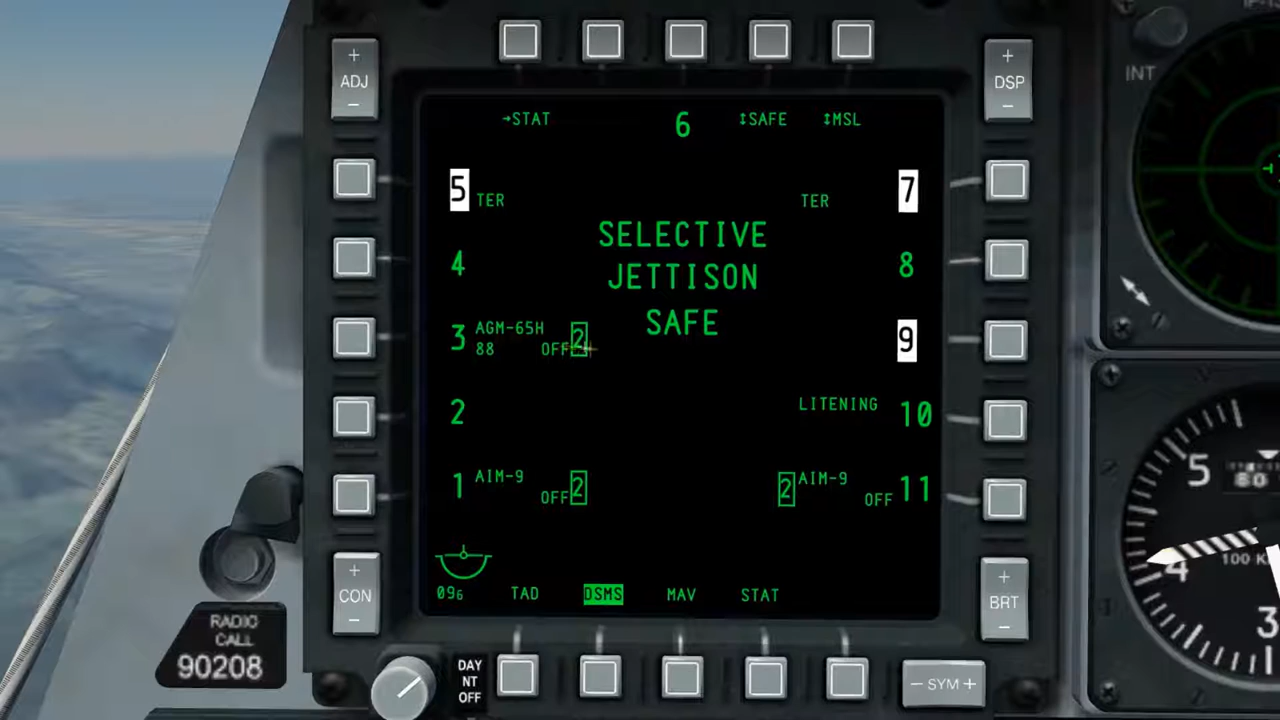 +
ADJ
-
+
DSP
-
INT
→STAT
6
↕SAFE
↕MSL
5
TER
TER
7
SELECTIVE
JETTISON
SAFE
4
8
3
AGM-65H
88
OFF
2
9
2
LITENING
10
1
AIM-9
OFF
2
2
AIM-9
OFF
11
096
TAD
DSMS
MAV
STAT
+
CON
-
+
BRT
-
RADIO
CALL
90208
DAY
NT
OFF
- SYM +
5
80
4
100 K
3